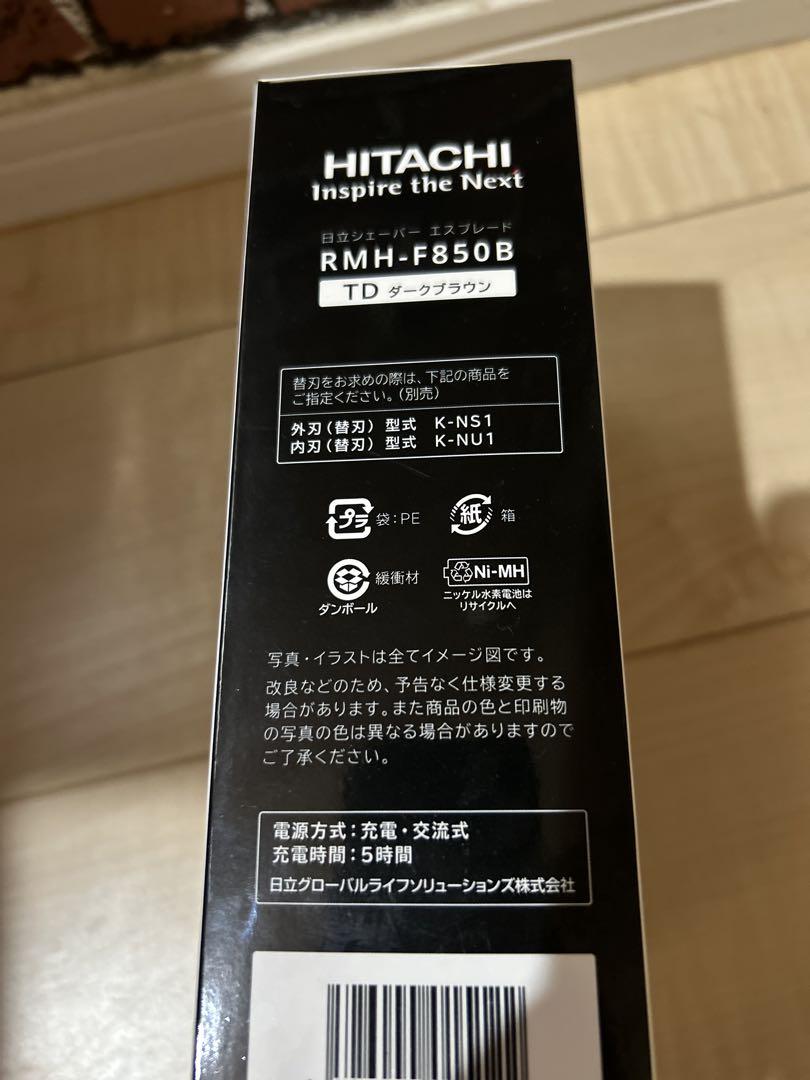 HITACHI
Inspire the Next
日立シェーバー エスブレード
RMH-F850B
TD ダークブラウン
替刃をお求めの際は、下記の商品を
ご指定ください。（別売）
外刃（替刃） 型式 K-NS1
内刃（替刃） 型式 K-NU1
プラ 袋：PE
紙 箱
緩衝材
ダンボール
Ni-MH
ニッケル水素電池は
リサイクルへ
写真・イラストは全てイメージ図です。
改良などのため、予告なく仕様変更する
場合があります。また商品の色と印刷物
の写真の色は異なる場合がありますので
ご了承ください。
電源方式：充電・交流式
充電時間：5時間
日立グローバルライフソリューションズ株式会社